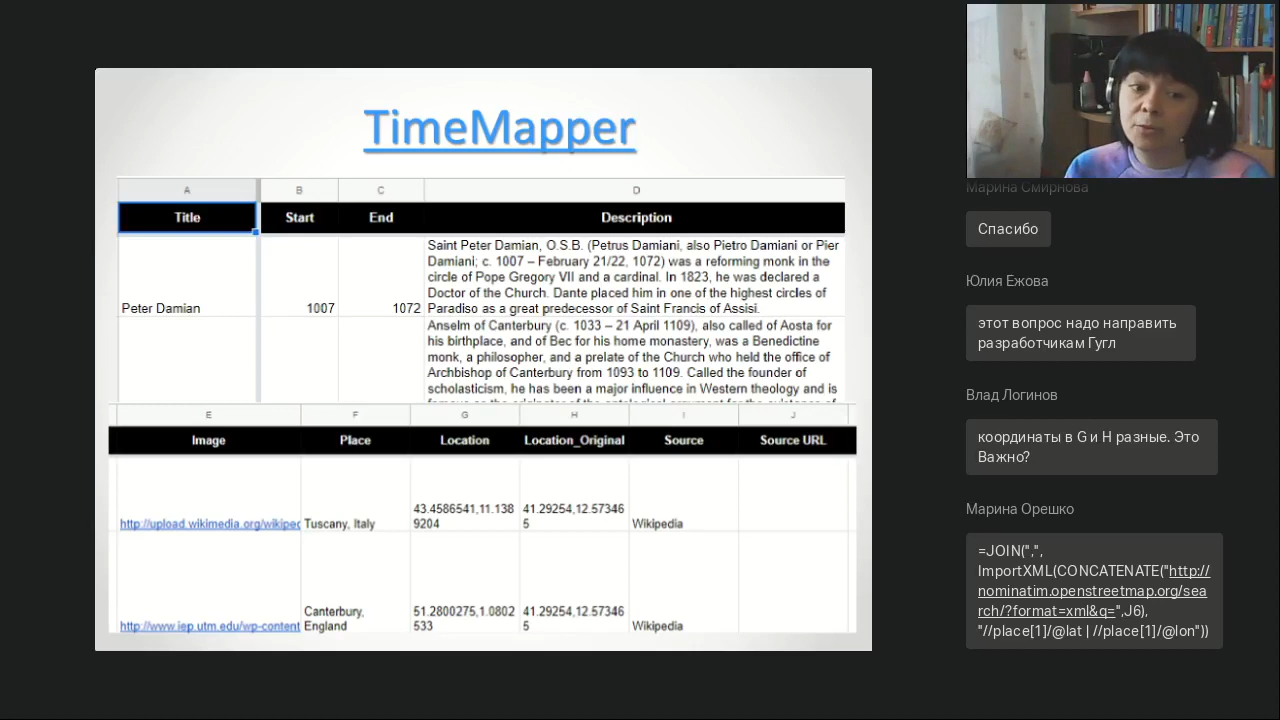 TimeMapper
A B C D
Title Start End Description
Saint Peter Damian, O.S.B. (Petrus Damiani, also Pietro Damiani or Pier
Damiani; c. 1007 – February 21/22, 1072) was a reforming monk in the
circle of Pope Gregory VII and a cardinal. In 1823, he was declared a
Doctor of the Church. Dante placed him in one of the highest circles of
Peter Damian 1007 1072 Paradiso as a great predecessor of Saint Francis of Assisi.
Anselm of Canterbury (c. 1033 – 21 April 1109), also called of Aosta for
his birthplace, and of Bec for his home monastery, was a Benedictine
monk, a philosopher, and a prelate of the Church who held the office of
Archbishop of Canterbury from 1093 to 1109. Called the founder of
scholasticism, he has been a major influence in Western theology and is
E F G H I J
Image Place Location Location_Original Source Source URL
43.4586541,11.138 41.29254,12.57346
http://upload.wikimedia.org/wikiped Tuscany, Italy 9204 5 Wikipedia
Canterbury, 51.2800275,1.0802 41.29254,12.57346
http://www.iep.utm.edu/wp-content England 533 5 Wikipedia
Марина Смирнова
Спасибо
Юлия Ежова
этот вопрос надо направить
разработчикам Гугл
Влад Логинов
координаты в G и H разные. Это
Важно?
Марина Орешко
=JOIN(",",
ImportXML(CONCATENATE("http://
nominatim.openstreetmap.org/sea
rch/?format=xml&q=",J6),
"//place[1]/@lat | //place[1]/@lon"))